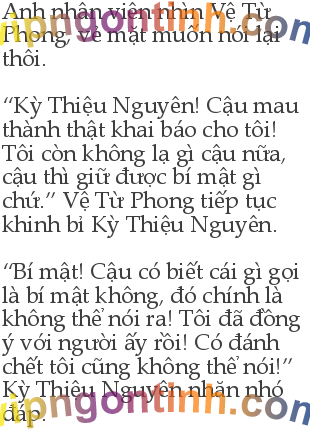 Anh nhân viên nhìn Vệ Từ
Phong, vẻ mặt muốn nói lại
thôi.
“Kỳ Thiệu Nguyên! Cậu mau
thành thật khai báo cho tôi!
Tôi còn không lạ gì cậu nữa,
cậu thì giữ được bí mật gì
chứ.” Vệ Từ Phong tiếp tục
khinh bỉ Kỳ Thiệu Nguyên.
“Bí mật! Cậu có biết cái gì gọi
là bí mật không, đó chính là
không thể nói ra! Tôi đã đồng
ý với người ấy rồi! Có đánh
chết tôi cũng không thể nói!”
Kỳ Thiệu Nguyên nhăn nhó
đáp.
vipngontinh.com
vipngontinh.com